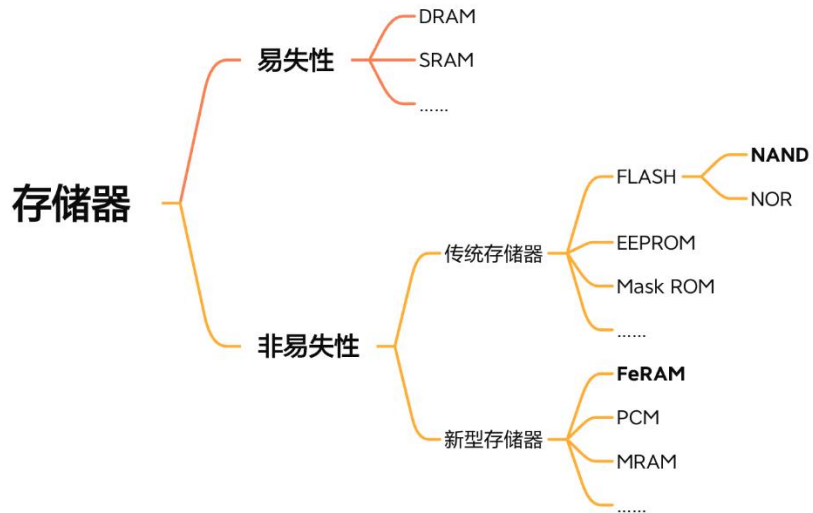 存储器
易失性
DRAM
SRAM
......
非易失性
传统存储器
FLASH
NAND
NOR
EEPROM
Mask ROM
......
新型存储器
FeRAM
PCM
MRAM
......